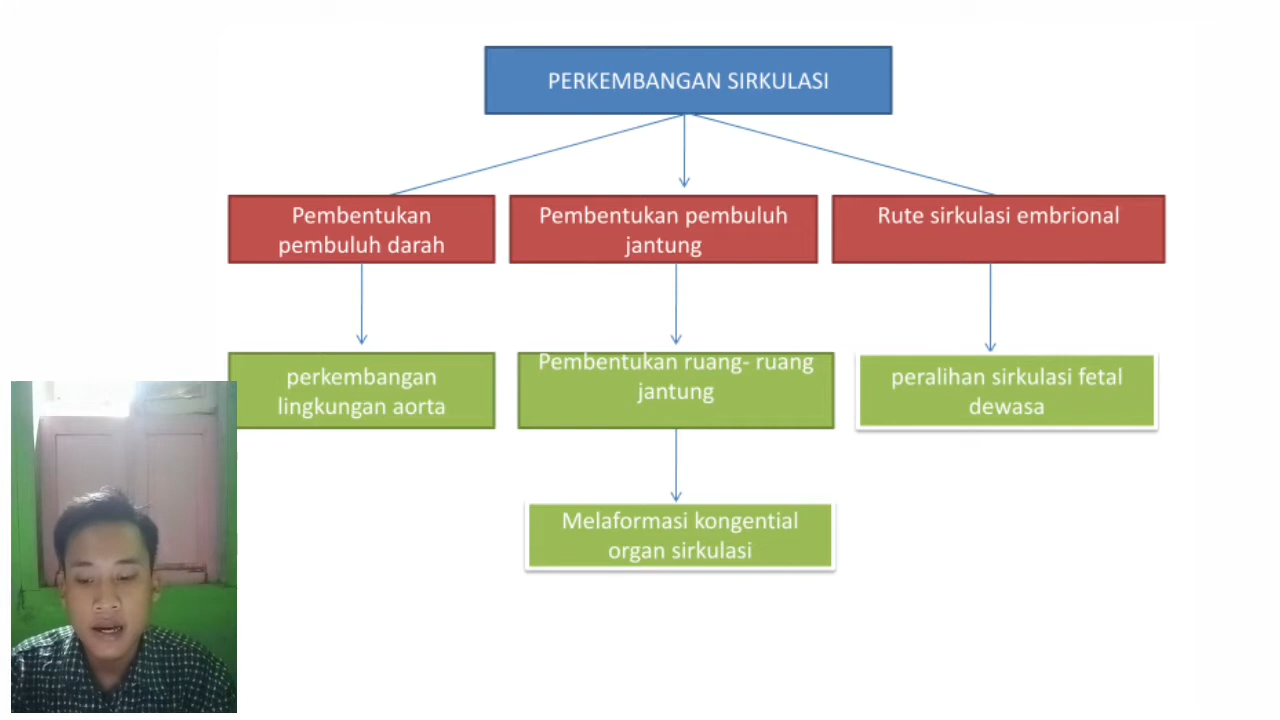 PERKEMBANGAN SIRKULASI
Pembentukan
pembuluh darah
Pembentukan pembuluh
jantung
Rute sirkulasi embrional
perkembangan
lingkungan aorta
Pembentukan ruang- ruang
jantung
peralihan sirkulasi fetal
dewasa
Melaformasi kongential
organ sirkulasi